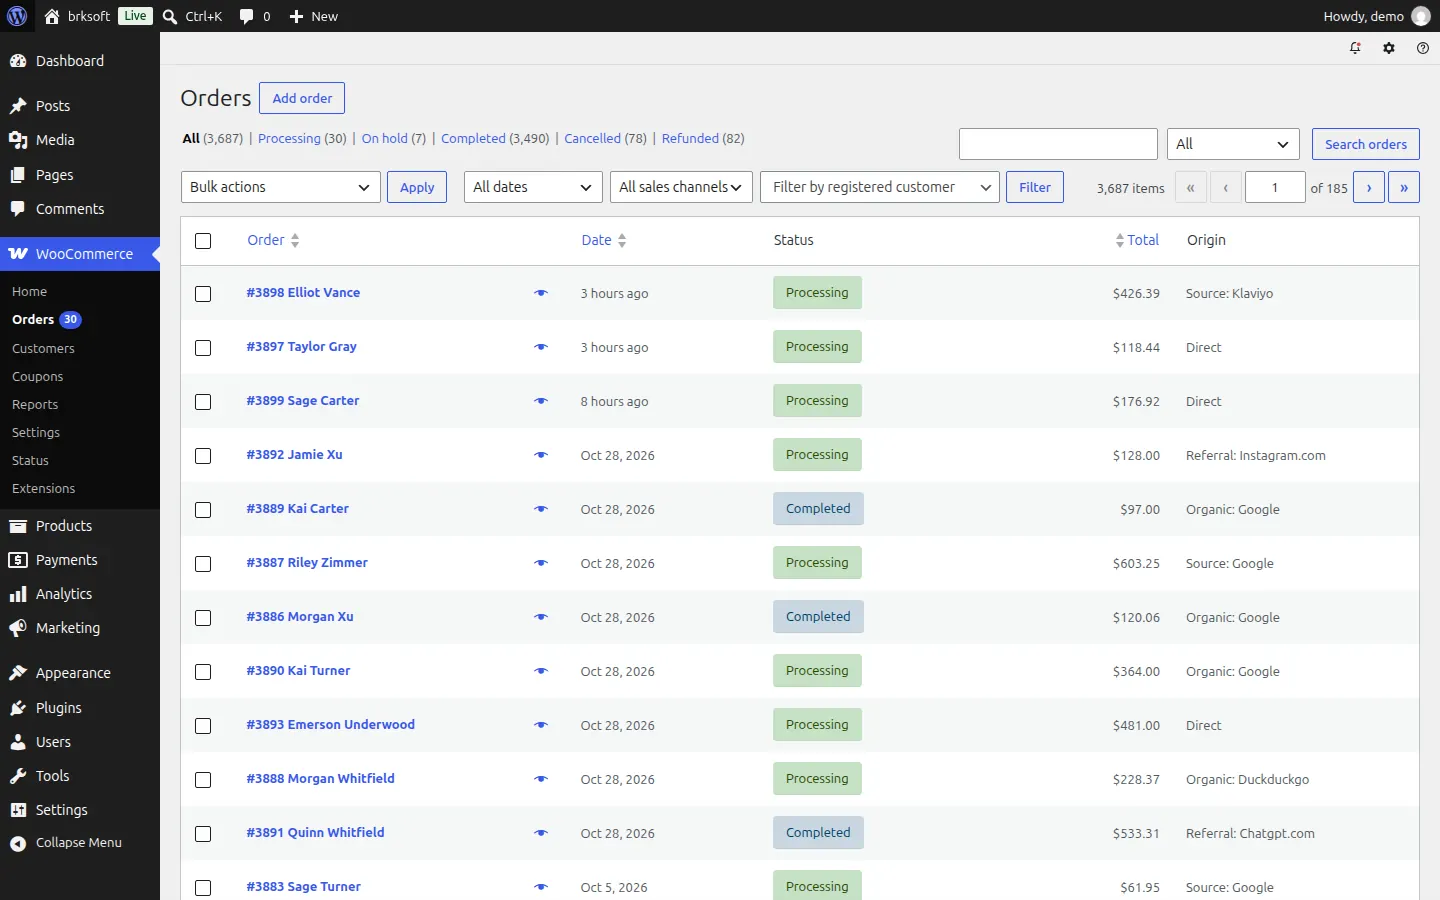 brksoft Live Ctrl+K 0 New Howdy, demo
Dashboard
Posts
Media
Pages
Comments
WooCommerce
Home
Orders 30
Customers
Coupons
Reports
Settings
Status
Extensions
Products
Payments
Analytics
Marketing
Appearance
Plugins
Users
Tools
Settings
Collapse Menu
Orders Add order
All (3,687) | Processing (30) | On hold (7) | Completed (3,490) | Cancelled (78) | Refunded (82)
All Search orders
Bulk actions Apply All dates All sales channels Filter by registered customer Filter 3,687 items « ‹ 1 of 185 › »
Order Date Status Total Origin
#3898 Elliot Vance 3 hours ago Processing $426.39 Source: Klaviyo
#3897 Taylor Gray 3 hours ago Processing $118.44 Direct
#3899 Sage Carter 8 hours ago Processing $176.92 Direct
#3892 Jamie Xu Oct 28, 2026 Processing $128.00 Referral: Instagram.com
#3889 Kai Carter Oct 28, 2026 Completed $97.00 Organic: Google
#3887 Riley Zimmer Oct 28, 2026 Processing $603.25 Source: Google
#3886 Morgan Xu Oct 28, 2026 Completed $120.06 Organic: Google
#3890 Kai Turner Oct 28, 2026 Processing $364.00 Organic: Google
#3893 Emerson Underwood Oct 28, 2026 Processing $481.00 Direct
#3888 Morgan Whitfield Oct 28, 2026 Processing $228.37 Organic: Duckduckgo
#3891 Quinn Whitfield Oct 28, 2026 Completed $533.31 Referral: Chatgpt.com
#3883 Sage Turner Oct 5, 2026 Processing $61.95 Source: Google